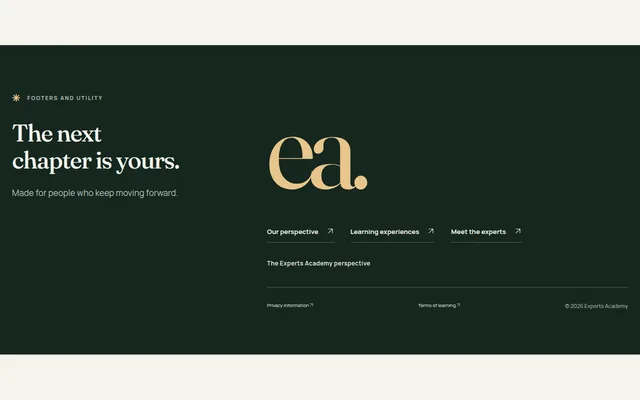 FOOTERS AND UTILITY
The next
chapter is yours.
Made for people who keep moving forward.
ea.
Our perspective
Learning experiences
Meet the experts
The Experts Academy perspective
Privacy information
Terms of learning
© 2026 Experts Academy